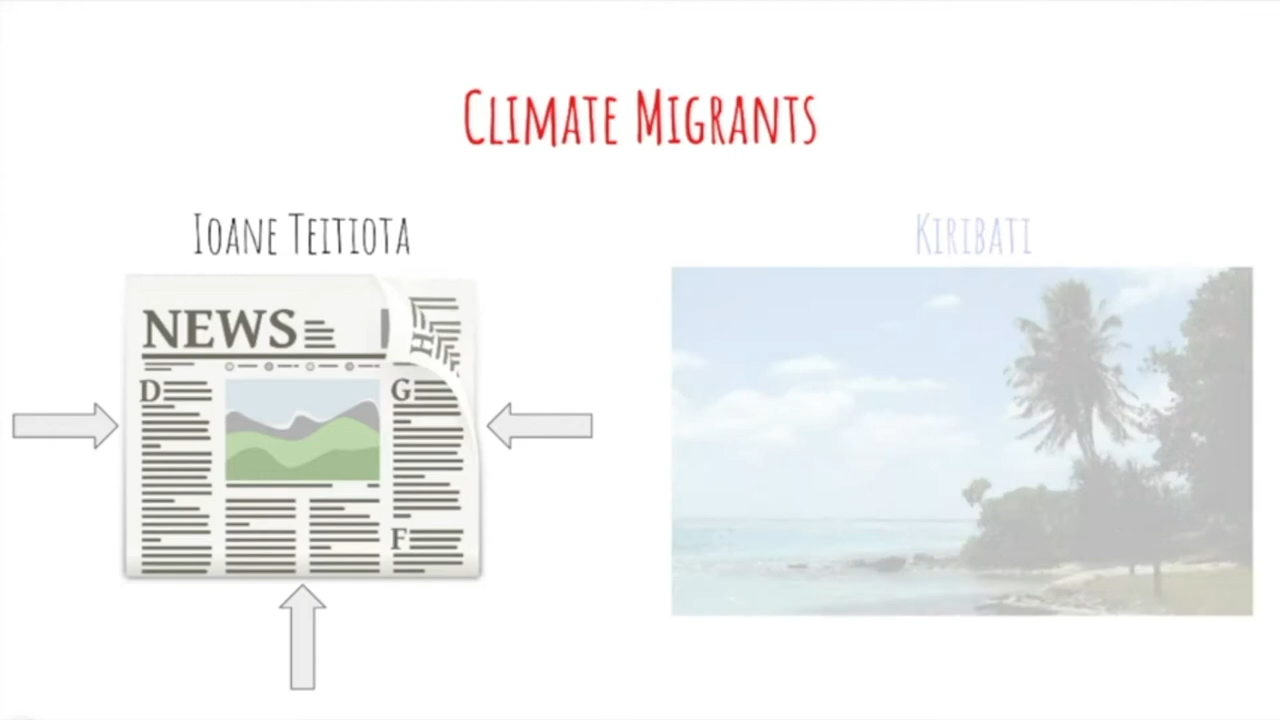 Climate Migrants
Ioane Teitiota
Kiribati
NEWS
H
D
G
F